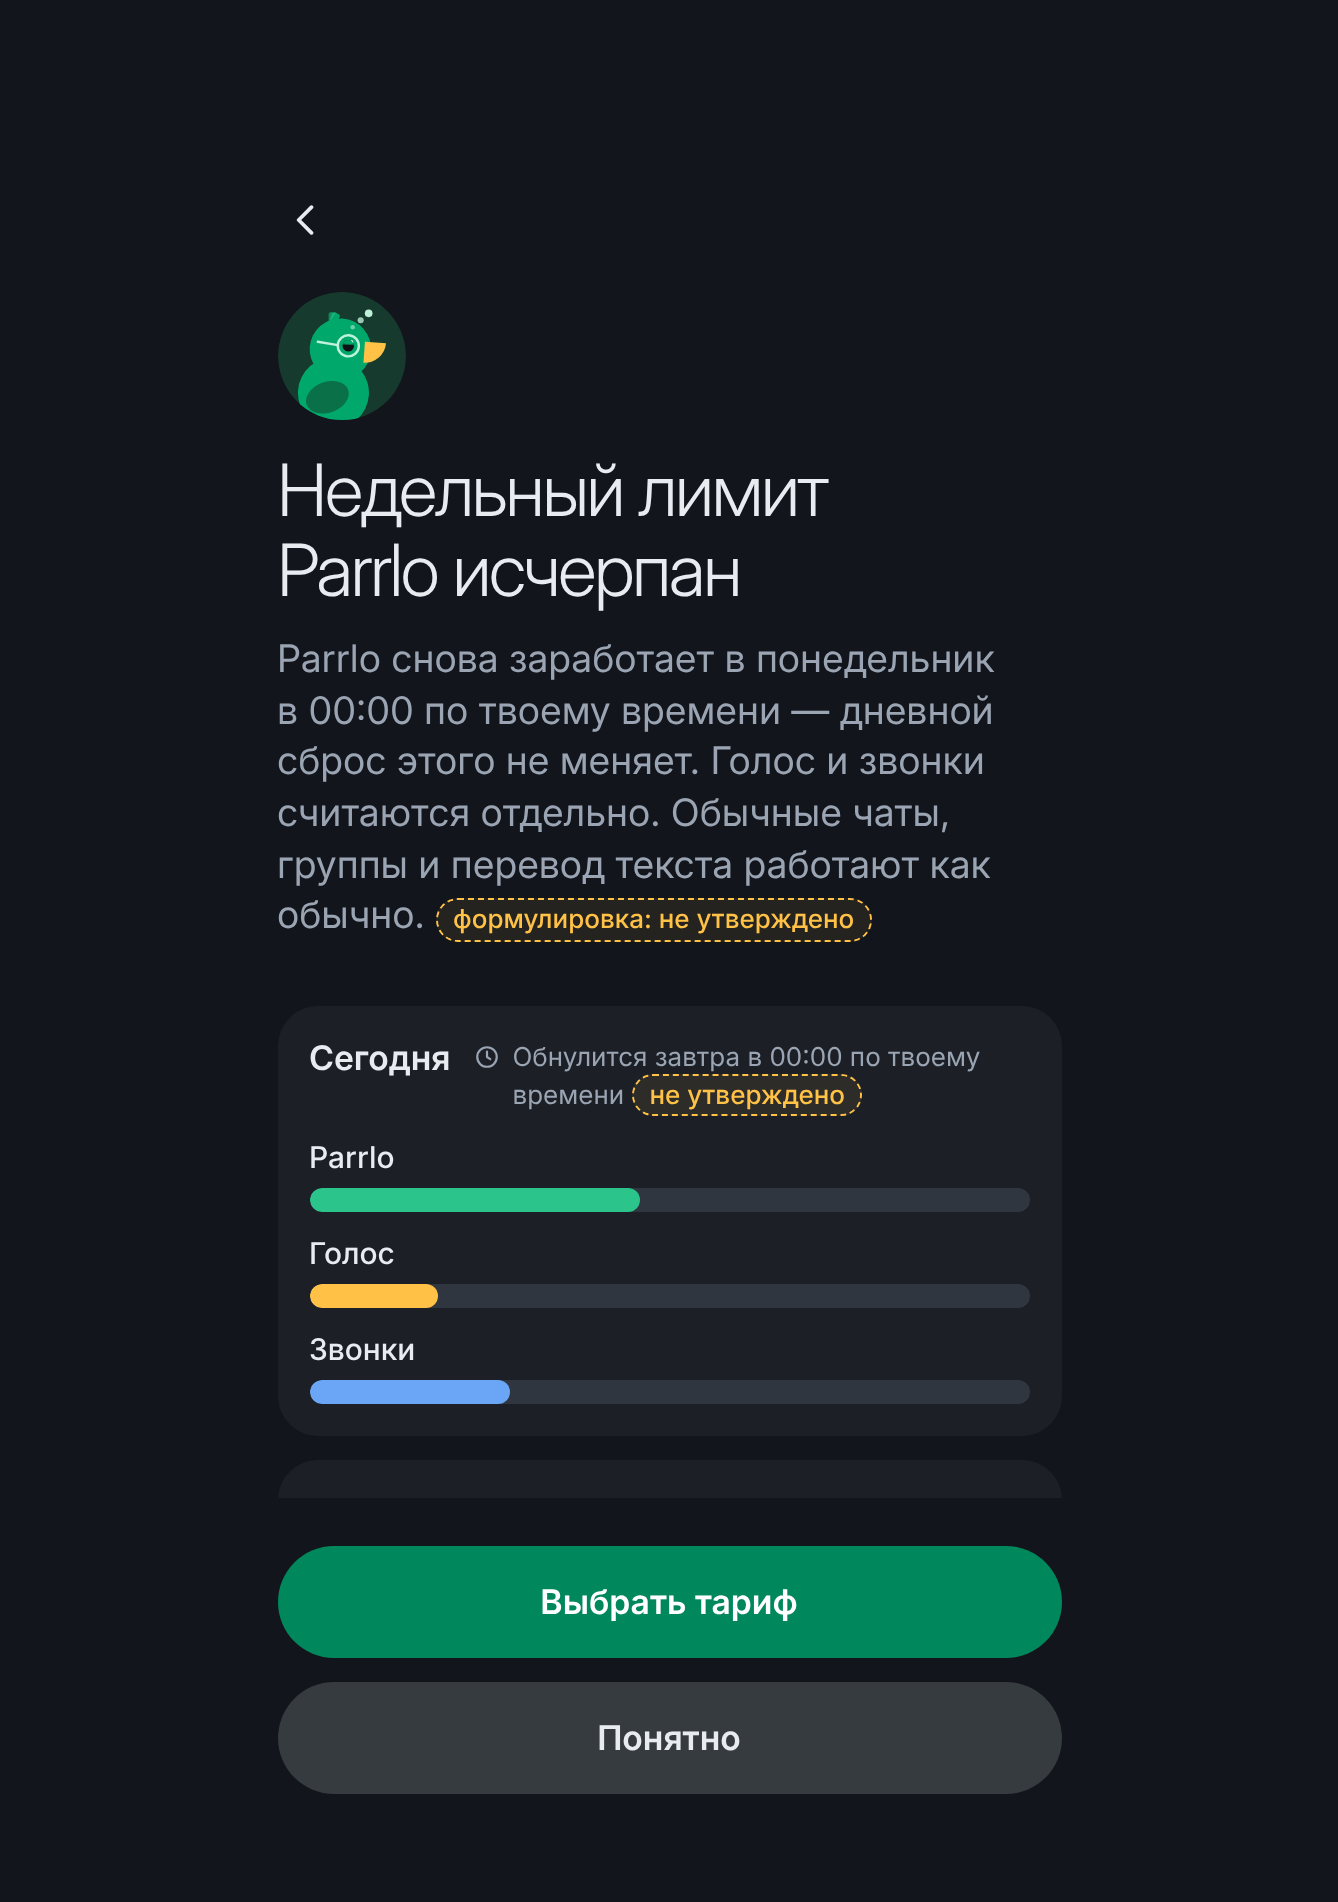 Недельный лимит
Parrlo исчерпан
Parrlo снова заработает в понедельник
в 00:00 по твоему времени — дневной
сброс этого не меняет. Голос и звонки
считаются отдельно. Обычные чаты,
группы и перевод текста работают как
обычно. формулировка: не утверждено
Сегодня Обнулится завтра в 00:00 по твоему
времени не утверждено
Parrlo
Голос
Звонки
Выбрать тариф
Понятно